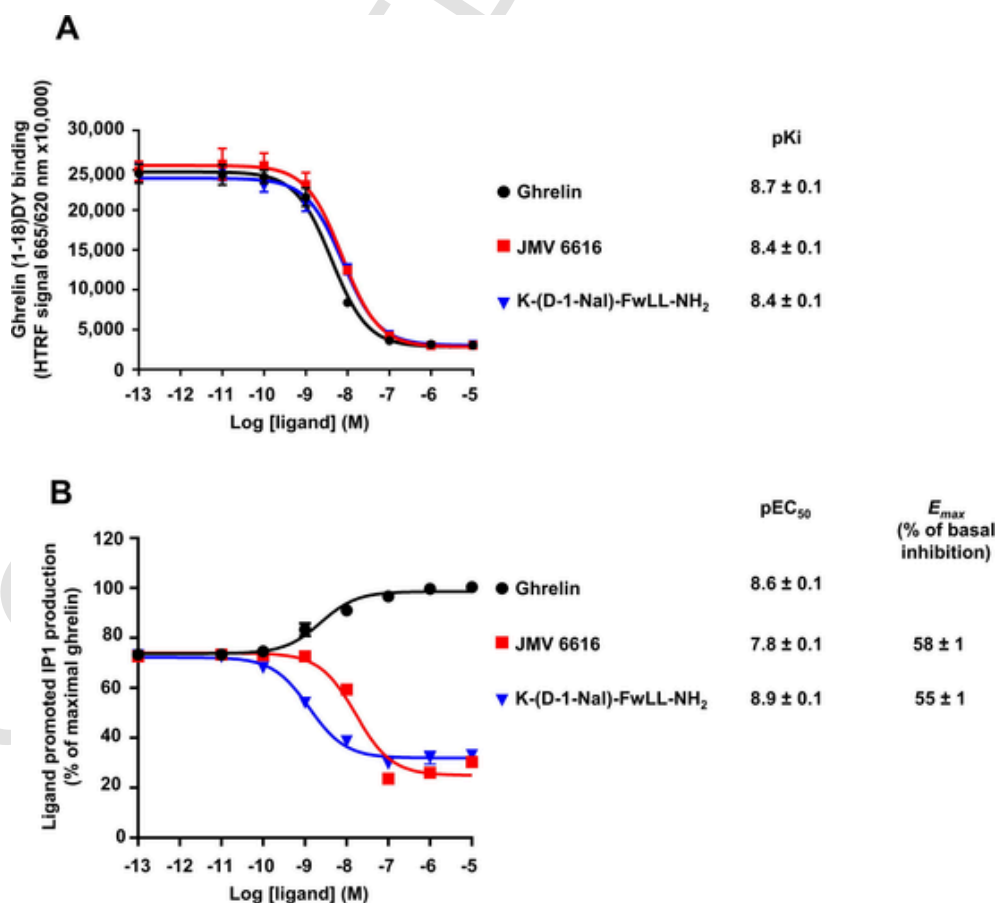 A
Ghrelin (1-18)DY binding
(HTRF signal 665/620 nm x10,000)
30,000
25,000
20,000
15,000
10,000
5,000
0
-13 -12 -11 -10 -9 -8 -7 -6 -5
Log [ligand] (M)
pKi
Ghrelin 8.7 ± 0.1
JMV 6616 8.4 ± 0.1
K-(D-1-Nal)-FwLL-NH₂ 8.4 ± 0.1
B
Ligand promoted IP1 production
(% of maximal ghrelin)
120
100
80
60
40
20
0
-13 -12 -11 -10 -9 -8 -7 -6 -5
Log [ligand] (M)
pEC₅₀ Emax
(% of basal
inhibition)
Ghrelin 8.6 ± 0.1
JMV 6616 7.8 ± 0.1 58 ± 1
K-(D-1-Nal)-FwLL-NH₂ 8.9 ± 0.1 55 ± 1